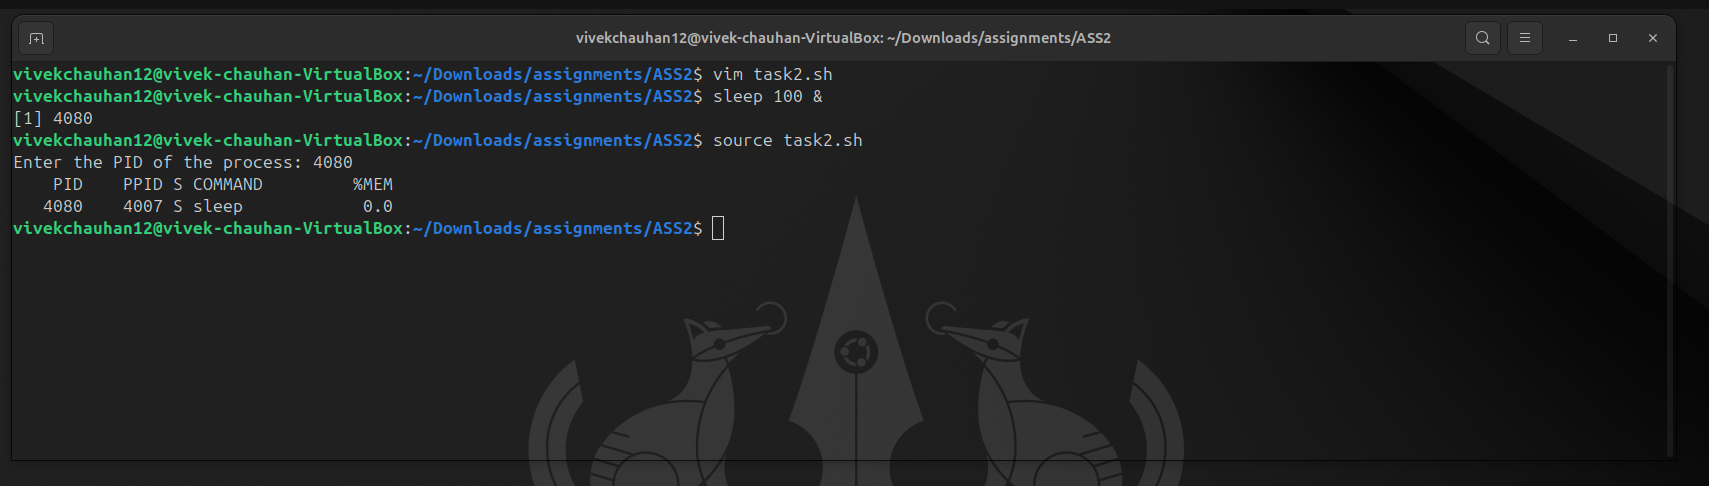 vivekchauhan12@vivek-chauhan-VirtualBox: ~/Downloads/assignments/ASS2
vivekchauhan12@vivek-chauhan-VirtualBox:~/Downloads/assignments/ASS2$ vim task2.sh
vivekchauhan12@vivek-chauhan-VirtualBox:~/Downloads/assignments/ASS2$ sleep 100 &
[1] 4080
vivekchauhan12@vivek-chauhan-VirtualBox:~/Downloads/assignments/ASS2$ source task2.sh
Enter the PID of the process: 4080
    PID    PPID S COMMAND         %MEM
   4080    4007 S sleep            0.0
vivekchauhan12@vivek-chauhan-VirtualBox:~/Downloads/assignments/ASS2$